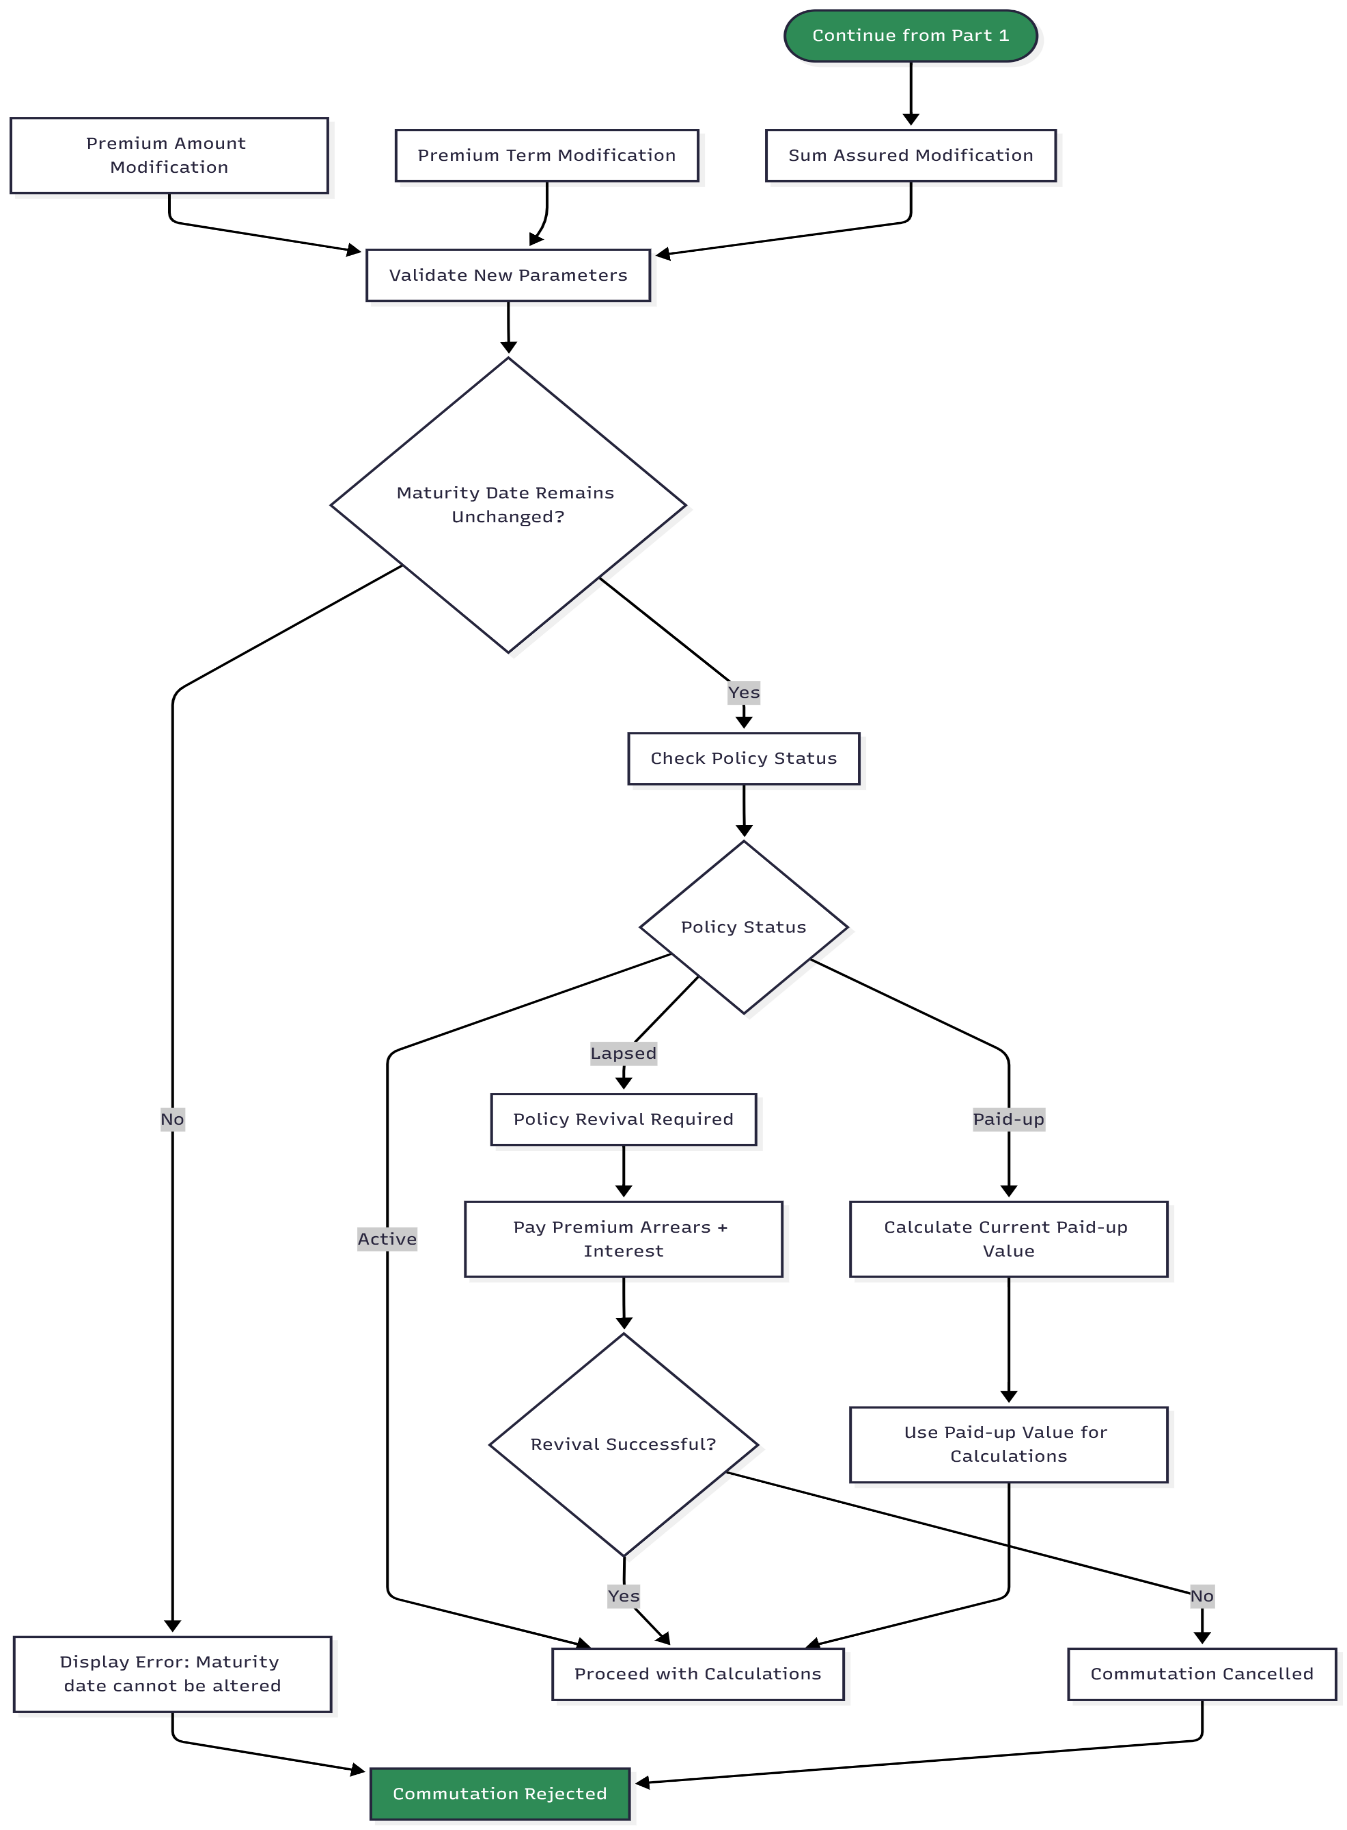 Continue from Part 1
Premium Amount
Modification
Premium Term Modification
Sum Assured Modification
Validate New Parameters
Maturity Date Remains
Unchanged?
Yes
Check Policy Status
Policy Status
Lapsed
No
Policy Revival Required
Paid-up
Active
Pay Premium Arrears +
Interest
Calculate Current Paid-up
Value
Revival Successful?
Use Paid-up Value for
Calculations
Yes
No
Display Error: Maturity
date cannot be altered
Proceed with Calculations
Commutation Cancelled
Commutation Rejected